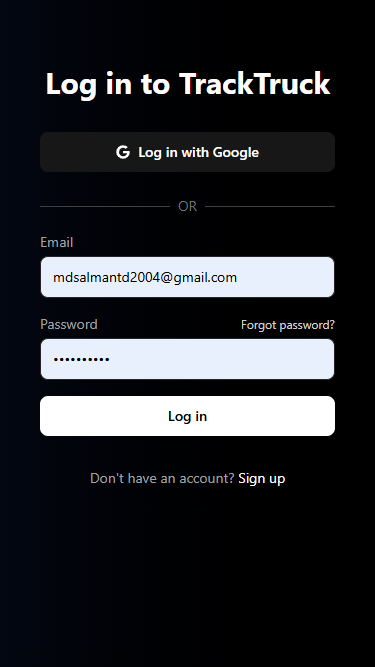 Log in to TrackTruck
G Log in with Google
OR
Email
mdsalmantd2004@gmail.com
Password Forgot password?
••••••••••
Log in
Don't have an account? Sign up